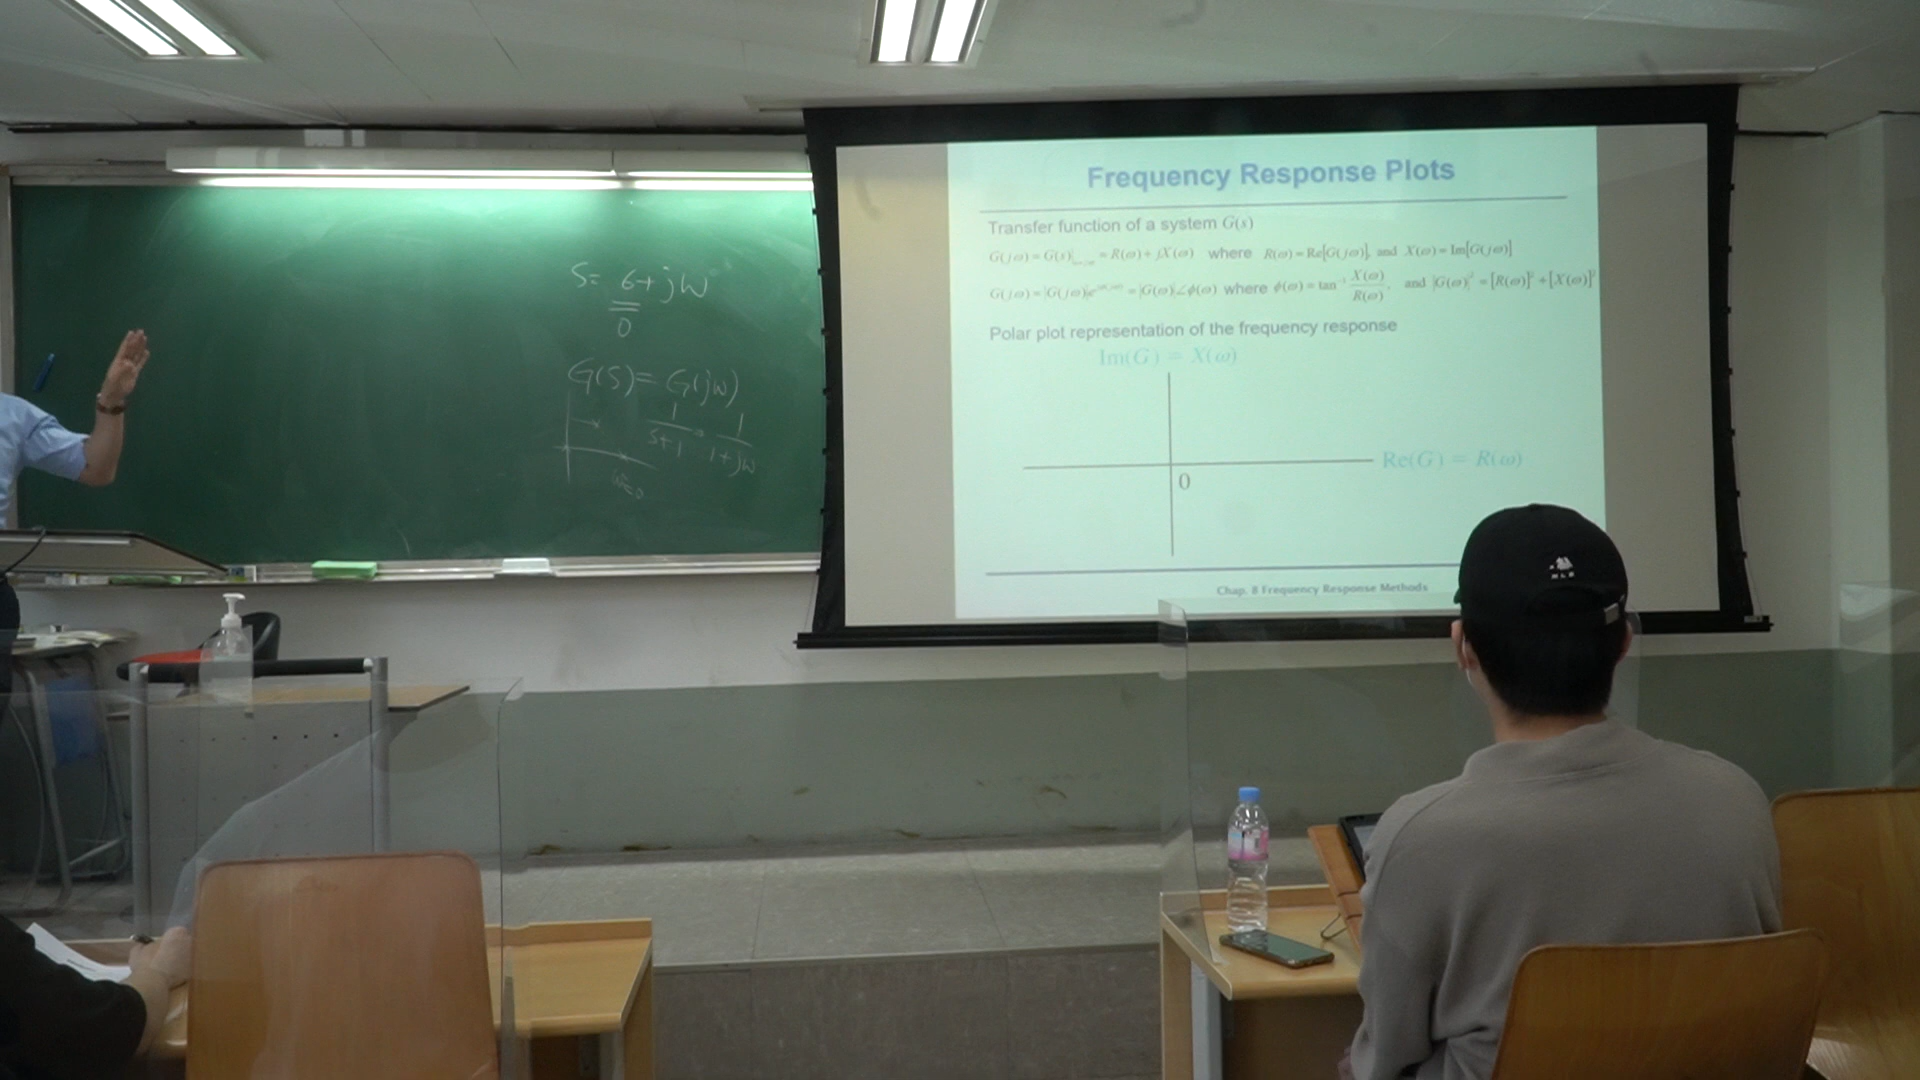 S = σ + jω
0
G(S) = G(jω)
1/(s+1) = 1/(1+jω)
ω=0
Frequency Response Plots
Transfer function of a system G(s)
G(jω) = G(s)|s=jω = R(ω) + jX(ω) where R(ω) = Re[G(jω)], and X(ω) = Im[G(jω)]
G(jω) = |G(jω)|e = |G(ω)|∠ϕ(ω) where ϕ(ω) = tan⁻¹ X(ω)/R(ω), and |G(ω)|² = [R(ω)]² + [X(ω)]²
Polar plot representation of the frequency response
Im(G) = X(ω)
Re(G) = R(ω)
0
Chap. 8 Frequency Response Methods